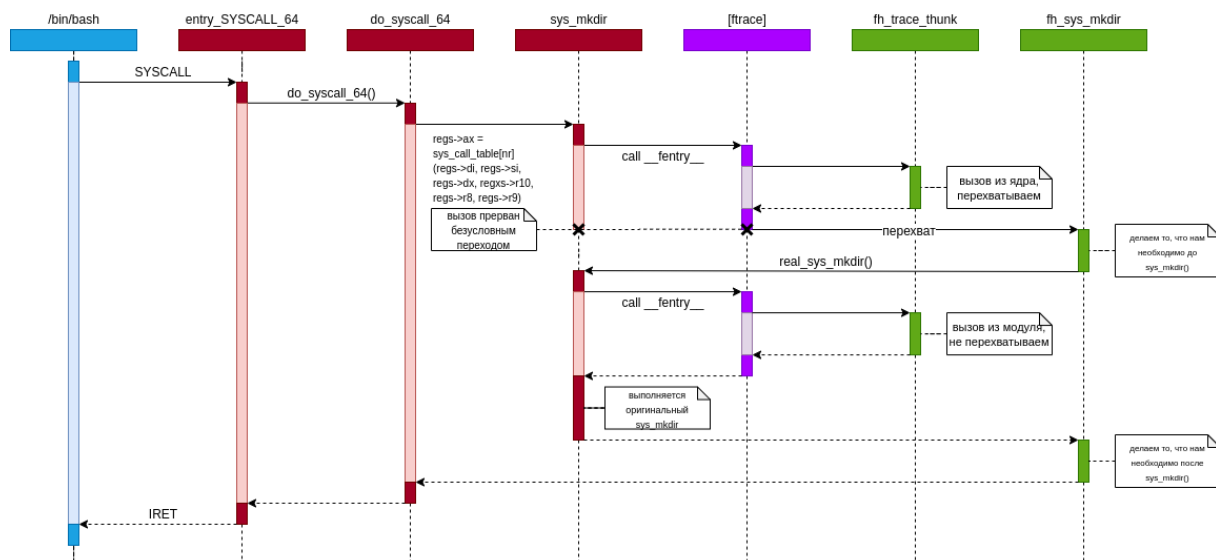 /bin/bash
entry_SYSCALL_64
do_syscall_64
sys_mkdir
[ftrace]
fh_trace_thunk
fh_sys_mkdir
SYSCALL
do_syscall_64()
regs->ax =
sys_call_table[nr]
(regs->di, regs->si,
regs->dx, regxs->r10,
regs->r8, regs->r9)
call __fentry__
вызов из ядра,
перехватываем
вызов прерван
безусловным
переходом
перехват
делаем то, что нам
необходимо до
sys_mkdir()
real_sys_mkdir()
call __fentry__
вызов из модуля,
не перехватываем
выполняется
оригинальный
sys_mkdir
делаем то, что нам
необходимо после
sys_mkdir()
IRET